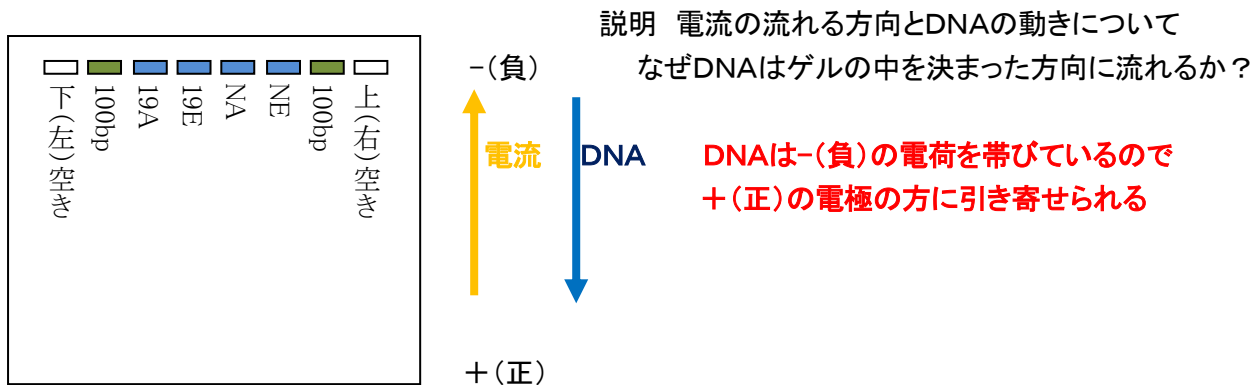 説明 電流の流れる方向とDNAの動きについて
なぜDNAはゲルの中を決まった方向に流れるか？
下(左)空き
100bp
19A
19E
NA
NE
100bp
上(右)空き
-(負)
電流
DNA
DNAは-(負)の電荷を帯びているので
＋(正)の電極の方に引き寄せられる
＋(正)